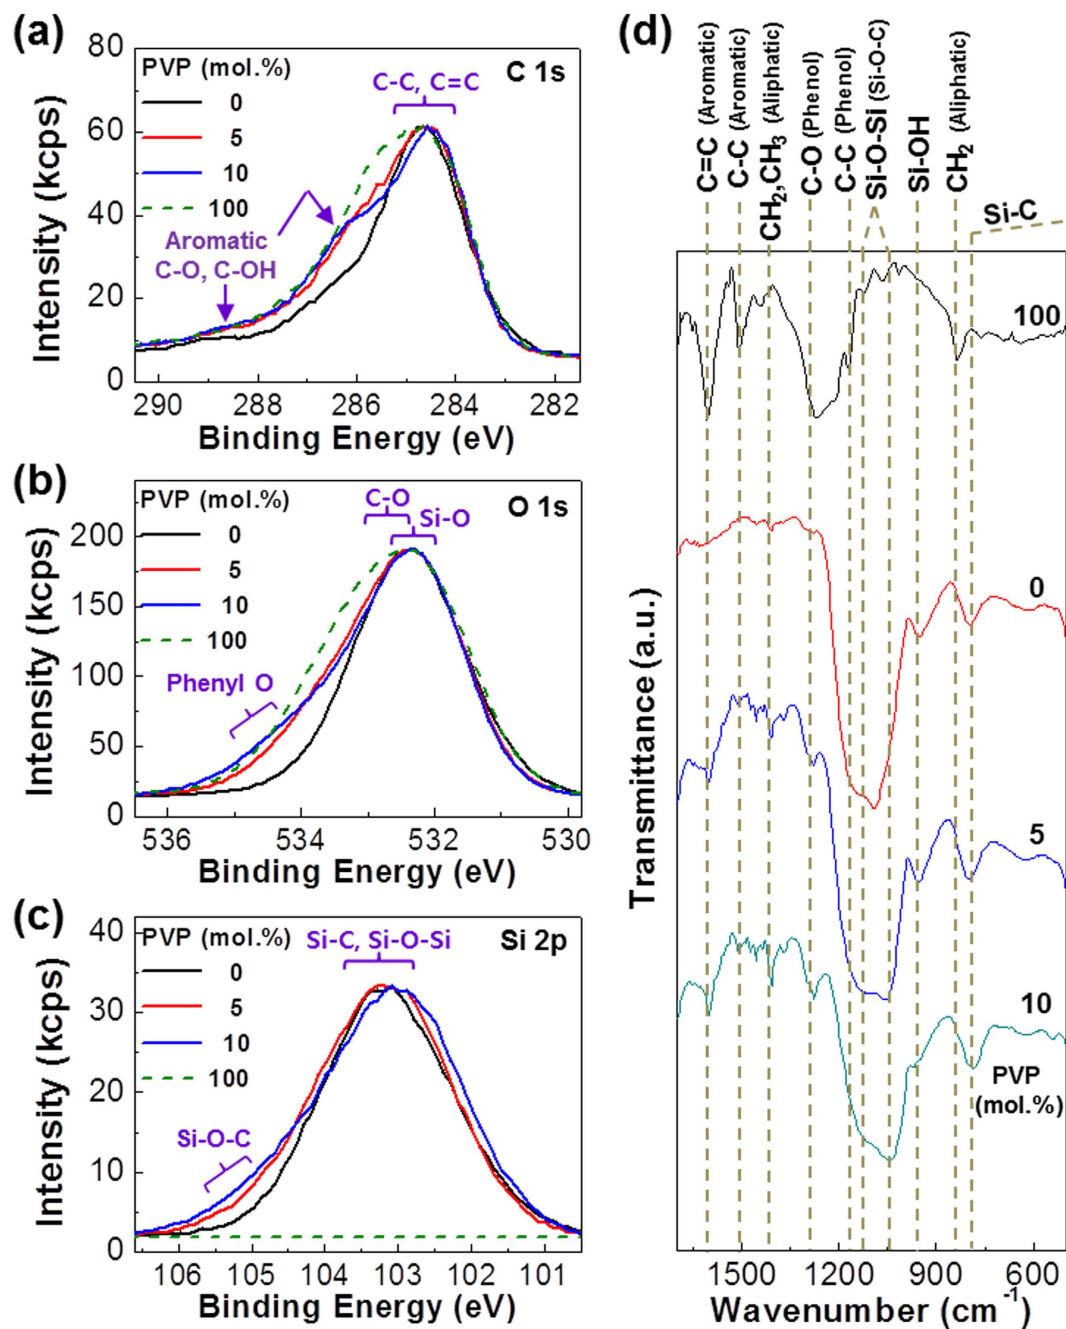 (a)
C 1s
PVP (mol.%)
0
5
10
100
C-C, C=C
Aromatic
C-O, C-OH
Intensity (kcps)
80
60
40
20
0
290 288 286 284 282
Binding Energy (eV)
(b)
O 1s
PVP (mol.%)
0
5
10
100
C-O
Si-O
Phenyl O
Intensity (kcps)
200
150
100
50
0
536 534 532 530
Binding Energy (eV)
(c)
Si 2p
PVP (mol.%)
0
5
10
100
Si-C, Si-O-Si
Si-O-C
Intensity (kcps)
40
30
20
10
0
106 105 104 103 102 101
Binding Energy (eV)
(d)
C=C (Aromatic)
C-C (Aromatic)
CH2,CH3 (Aliphatic)
C-O (Phenol)
C-C (Phenol)
Si-O-Si (Si-O-C)
Si-OH
CH2 (Aliphatic)
Si-C
100
0
5
10
PVP
(mol.%)
Transmittance (a.u.)
1500 1200 900 600
Wavenumber (cm-1)